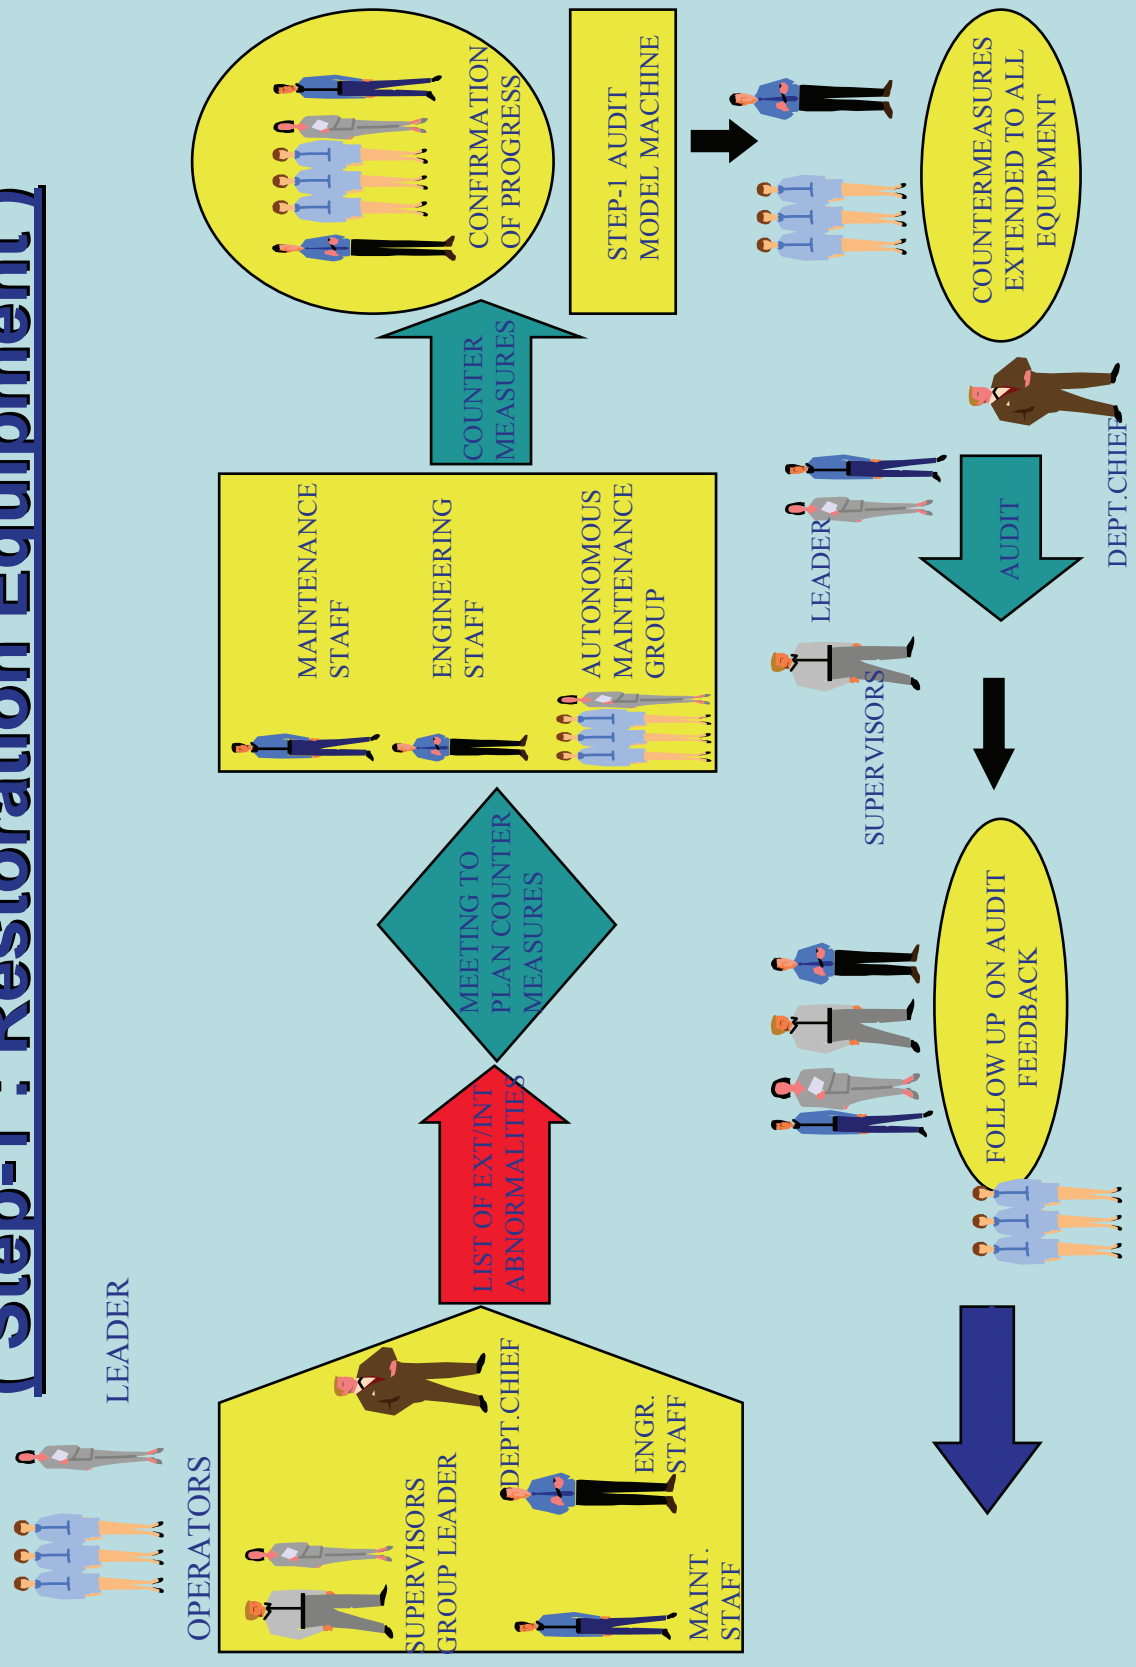 ( Step-1 : Restoration Equipment )
LEADER
OPERATORS
SUPERVISORS
GROUP LEADER
DEPT.CHIEF
ENGR.
STAFF
MAINT.
STAFF
LIST OF EXT/INT
ABNORMALITIES
MEETING TO
PLAN COUNTER
MEASURES
MAINTENANCE
STAFF
ENGINEERING
STAFF
AUTONOMOUS
MAINTENANCE
GROUP
COUNTER
MEASURES
CONFIRMATION
OF PROGRESS
STEP-1 AUDIT
MODEL MACHINE
COUNTERMEASURES
EXTENDED TO ALL
EQUIPMENT
DEPT.CHIEF
LEADER
AUDIT
SUPERVISORS
FOLLOW UP ON AUDIT
FEEDBACK